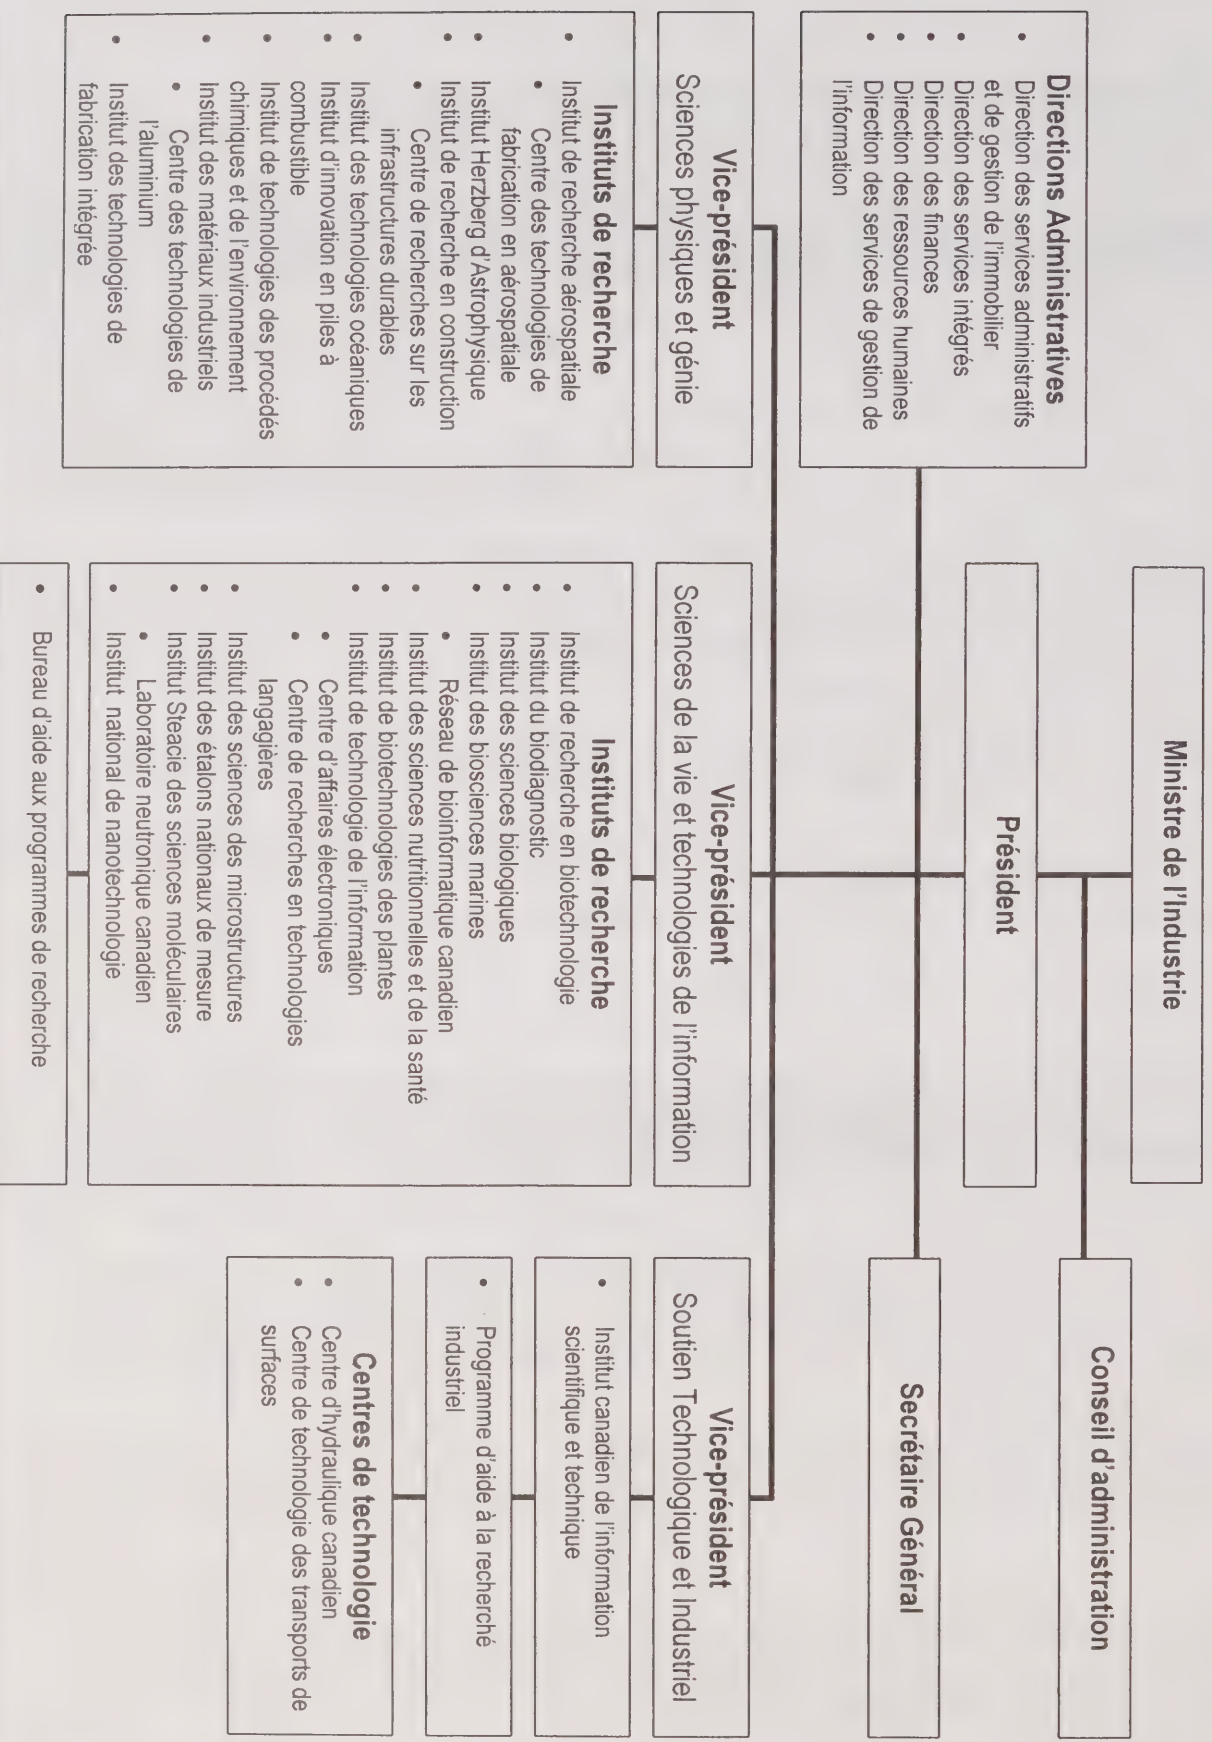 Ministre de l'Industrie
Conseil d'administration
Président
Secrétaire Général
Directions Administratives
• Direction des services administratifs
et de gestion de l'immobilier
• Direction des services intégrés
• Direction des finances
• Direction des ressources humaines
• Direction des services de gestion de
l'information
Vice-président
Sciences physiques et génie
Instituts de recherche
• Institut de recherche aérospatiale
• Centre des technologies de
fabrication en aérospatiale
• Institut Herzberg d'Astrophysique
• Institut de recherche en construction
• Centre de recherches sur les
infrastructures durables
• Institut des technologies océaniques
• Institut d'innovation en piles à
combustible
• Institut de technologies des procédés
chimiques et de l'environnement
• Institut des matériaux industriels
• Centre des technologies de
l'aluminium
• Institut des technologies de
fabrication intégrée
Vice-président
Sciences de la vie et technologies de l'information
Instituts de recherche
• Institut de recherche en biotechnologie
• Institut du biodiagnostic
• Institut des sciences biologiques
• Institut des biosciences marines
• Réseau de bioinformatique canadien
• Institut des sciences nutritionnelles et de la santé
• Institut de biotechnologies des plantes
• Institut de technologie de l'information
• Centre d'affaires électroniques
• Centre de recherches en technologies
langagières
• Institut des sciences des microstructures
• Institut des étalons nationaux de mesure
• Institut Steacie des sciences moléculaires
• Laboratoire neutronique canadien
• Institut national de nanotechnologie
• Bureau d'aide aux programmes de recherche
Vice-président
Soutien Technologique et Industriel
• Institut canadien de l'information
scientifique et technique
• Programme d'aide à la recherché
industriel
Centres de technologie
• Centre d'hydraulique canadien
• Centre de technologie des transports de
surfaces